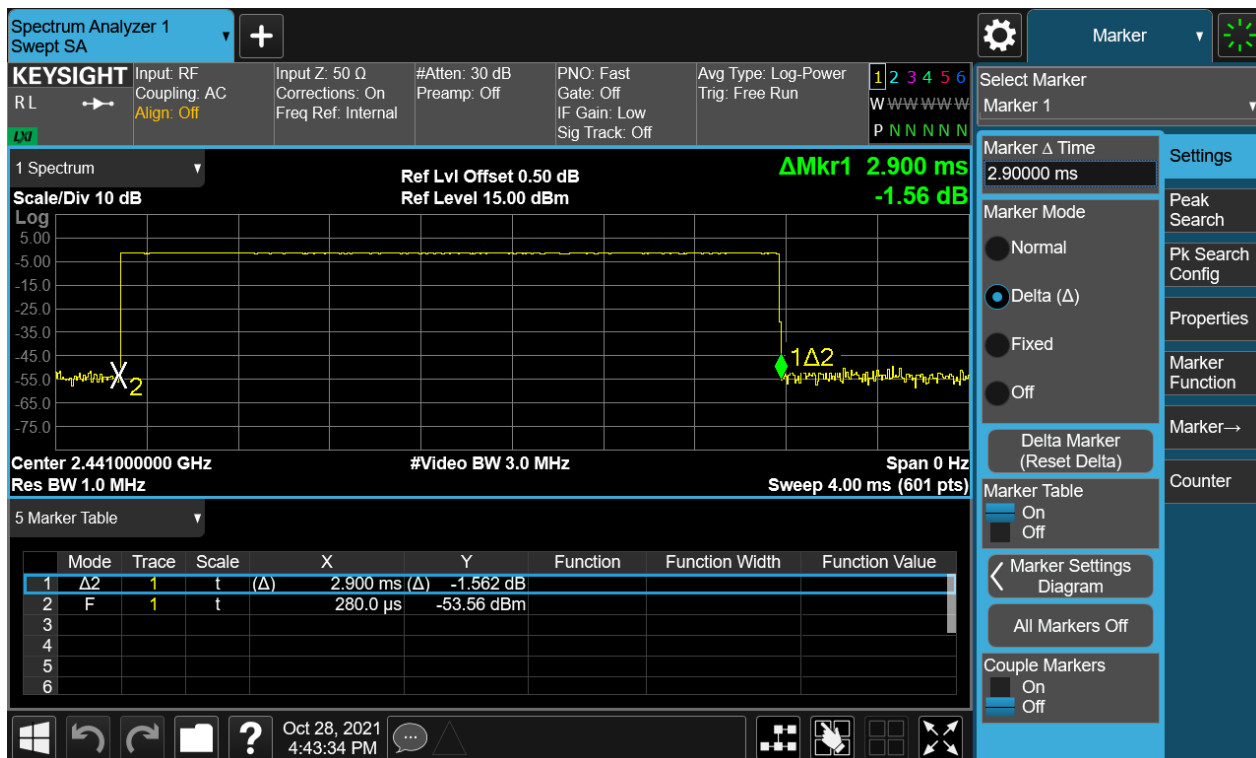 Spectrum Analyzer 1
Swept SA
Marker
KEYSIGHT
R L
LXI
Input: RF
Coupling: AC
Align: Off
Input Z: 50 Ω
Corrections: On
Freq Ref: Internal
#Atten: 30 dB
Preamp: Off
PNO: Fast
Gate: Off
IF Gain: Low
Sig Track: Off
Avg Type: Log-Power
Trig: Free Run
1 2 3 4 5 6
W W W W W W
P N N N N N
1 Spectrum
Scale/Div 10 dB
Ref Lvl Offset 0.50 dB
Ref Level 15.00 dBm
ΔMkr1 2.900 ms
-1.56 dB
Log
5.00
-5.00
-15.0
-25.0
-35.0
-45.0
-55.0
-65.0
-75.0
2
1Δ2
Center 2.441000000 GHz
#Video BW 3.0 MHz
Span 0 Hz
Res BW 1.0 MHz
Sweep 4.00 ms (601 pts)
5 Marker Table
Mode Trace Scale X Y Function Function Width Function Value
1 Δ2 1 t (Δ) 2.900 ms (Δ) -1.562 dB
2 F 1 t 280.0 µs -53.56 dBm
3
4
5
6
Oct 28, 2021
4:43:34 PM
Select Marker
Marker 1
Marker Δ Time
2.90000 ms
Marker Mode
Normal
Delta (Δ)
Fixed
Off
Delta Marker
(Reset Delta)
Marker Table
On
Off
Marker Settings
Diagram
All Markers Off
Couple Markers
On
Off
Settings
Peak
Search
Pk Search
Config
Properties
Marker
Function
Marker→
Counter